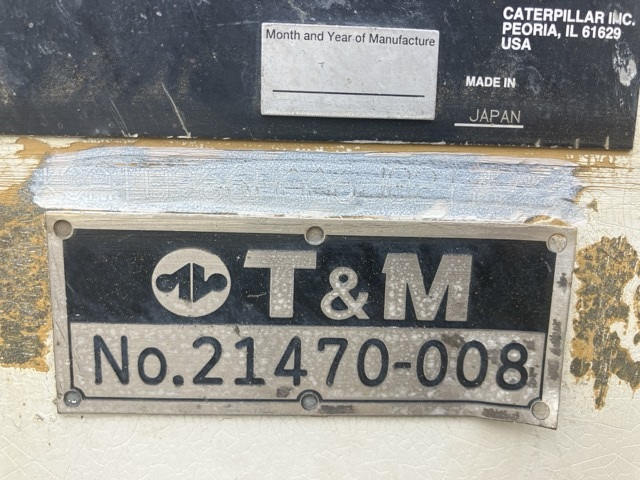 CATERPILLAR INC.
PEORIA, IL 61629
USA
Month and Year of Manufacture
MADE IN
JAPAN
T&M
No.21470-008